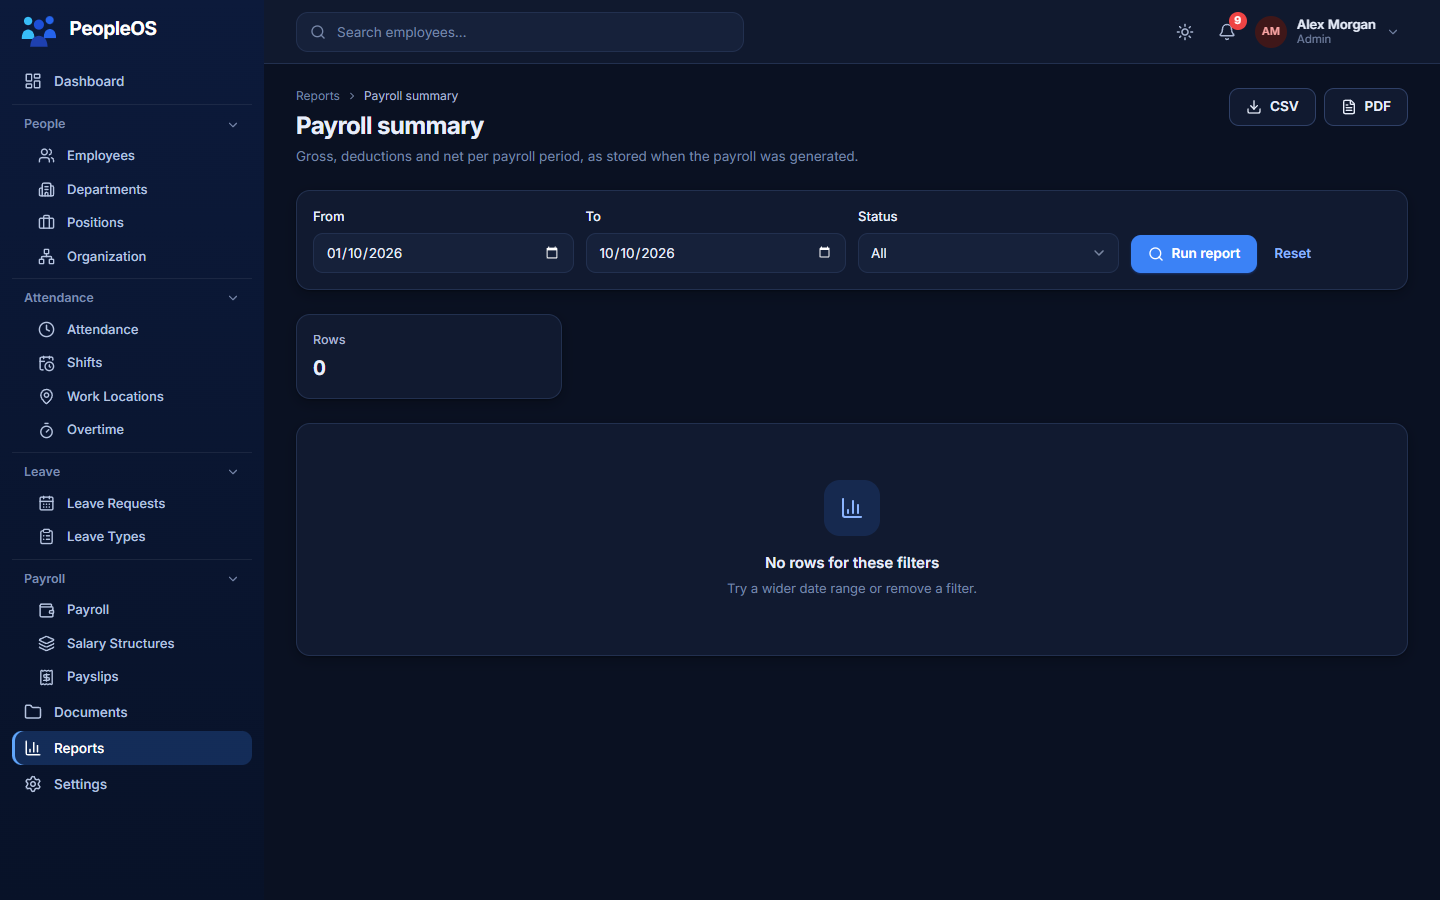 PeopleOS
Search employees...
9
AM
Alex Morgan
Admin
Dashboard
People
Employees
Departments
Positions
Organization
Attendance
Attendance
Shifts
Work Locations
Overtime
Leave
Leave Requests
Leave Types
Payroll
Payroll
Salary Structures
Payslips
Documents
Reports
Settings
Reports > Payroll summary
Payroll summary
Gross, deductions and net per payroll period, as stored when the payroll was generated.
CSV
PDF
From
To
Status
01/10/2026
10/10/2026
All
Run report
Reset
Rows
0
No rows for these filters
Try a wider date range or remove a filter.